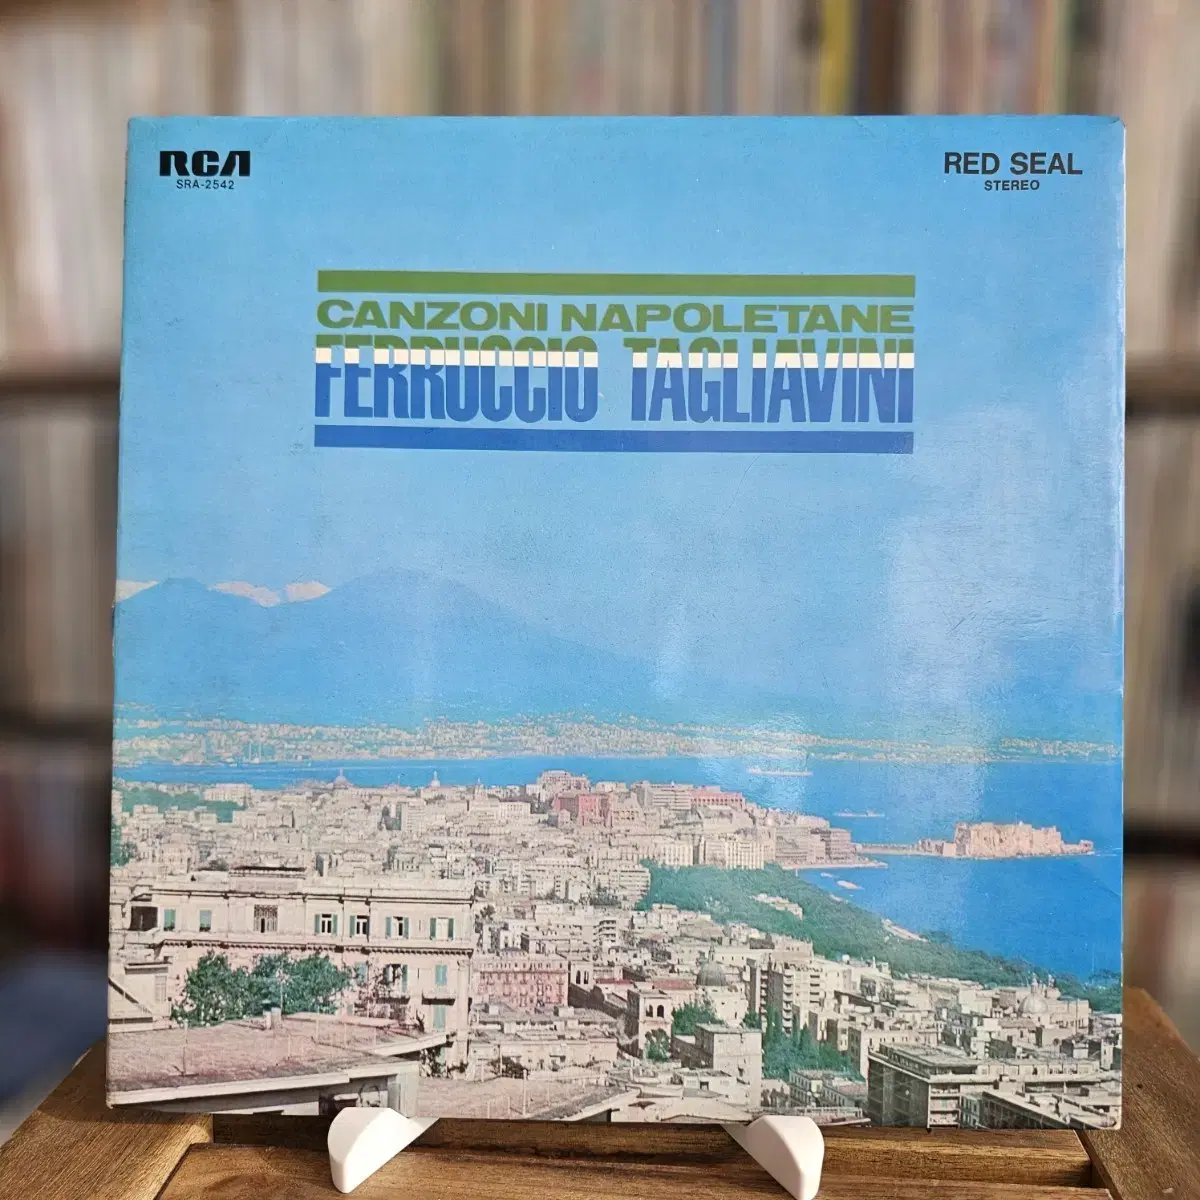 RCA
SRA-2542
RED SEAL
STEREO
CANZONI NAPOLETANE
FERRUCCIO TAGLIAVINI